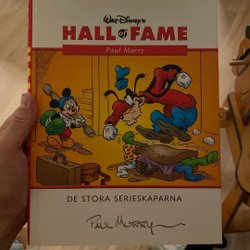 Walt Disney's
HALL of FAME
Paul Murry
DE STORA SERIESKAPARNA
Paul Murry